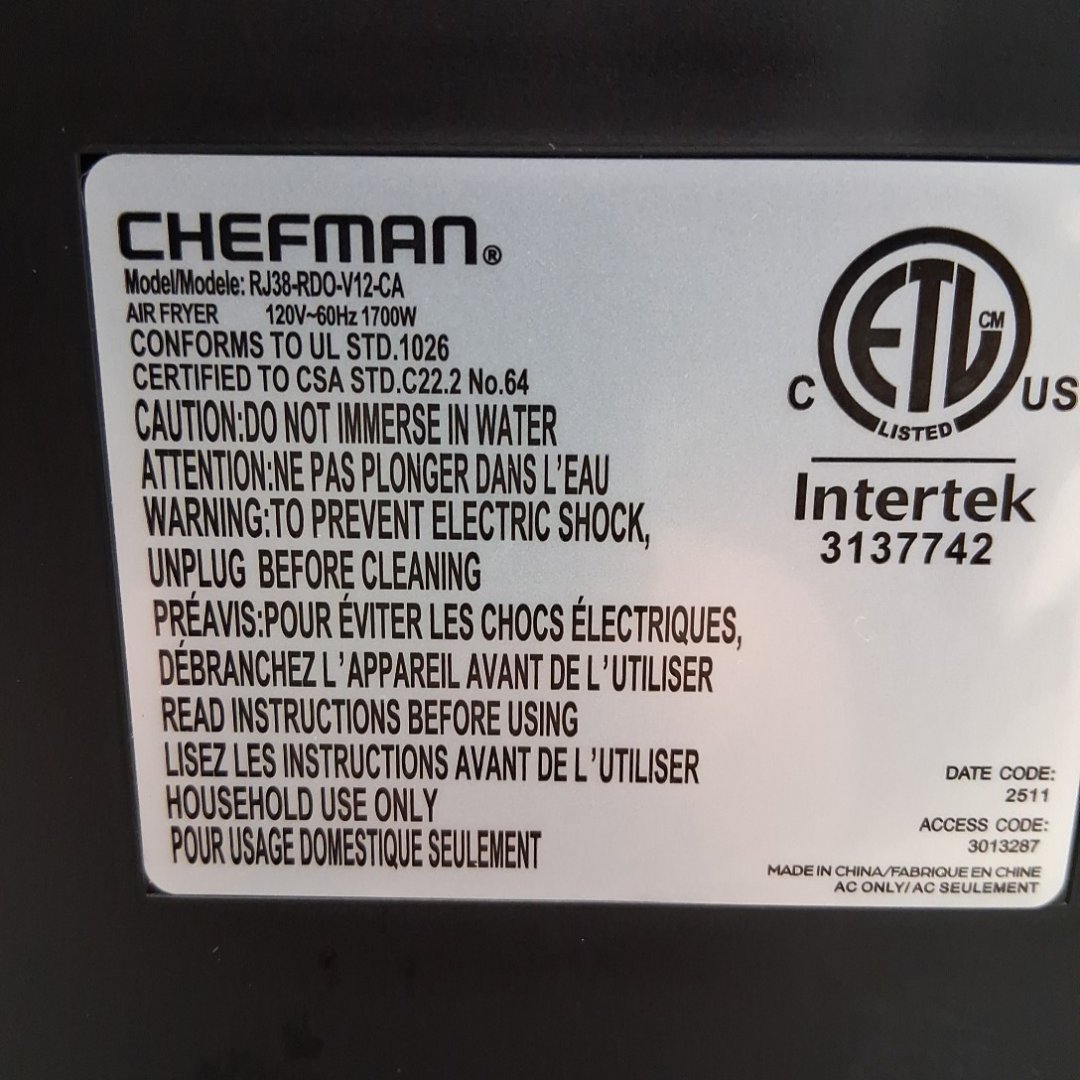 CHEFMAN®
Model/Modele: RJ38-RDO-V12-CA
AIR FRYER 120V~60Hz 1700W
CONFORMS TO UL STD.1026
CERTIFIED TO CSA STD.C22.2 No.64
CAUTION:DO NOT IMMERSE IN WATER
ATTENTION:NE PAS PLONGER DANS L'EAU
WARNING:TO PREVENT ELECTRIC SHOCK,
UNPLUG BEFORE CLEANING
PRÉAVIS:POUR ÉVITER LES CHOCS ÉLECTRIQUES,
DÉBRANCHEZ L'APPAREIL AVANT DE L'UTILISER
READ INSTRUCTIONS BEFORE USING
LISEZ LES INSTRUCTIONS AVANT DE L'UTILISER
HOUSEHOLD USE ONLY
POUR USAGE DOMESTIQUE SEULEMENT
ETL CM
C US
LISTED
Intertek
3137742
DATE CODE:
2511
ACCESS CODE:
3013287
MADE IN CHINA/FABRIQUE EN CHINE
AC ONLY/AC SEULEMENT